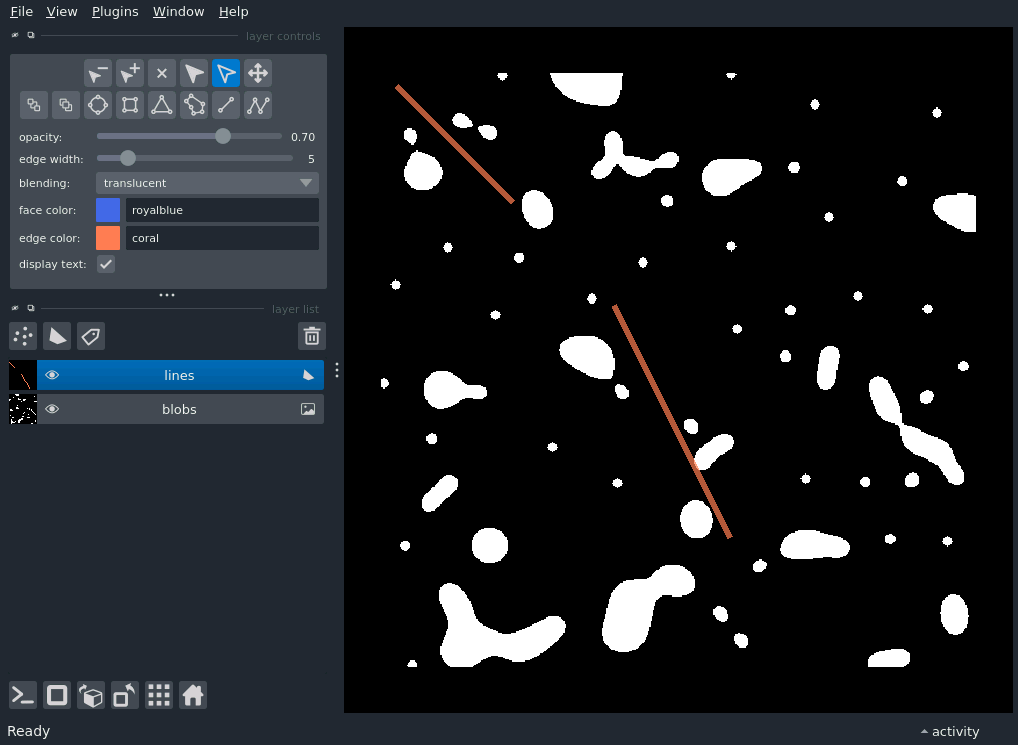 File View Plugins Window Help
layer controls
opacity: 0.70
edge width: 5
blending: translucent
face color: royalblue
edge color: coral
display text:
layer list
lines
blobs
Ready
activity